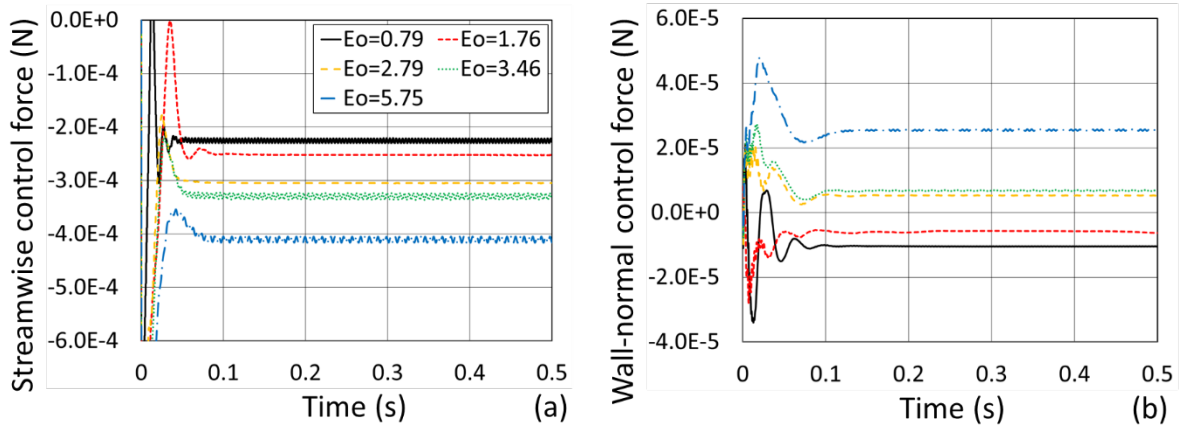 Streamwise control force (N)
0.0E+0
-1.0E-4
-2.0E-4
-3.0E-4
-4.0E-4
-5.0E-4
-6.0E-4
Eo=0.79 Eo=1.76
Eo=2.79 Eo=3.46
Eo=5.75
0 0.1 0.2 0.3 0.4 0.5
Time (s) (a)
Wall-normal control force (N)
6.0E-5
4.0E-5
2.0E-5
0.0E+0
-2.0E-5
-4.0E-5
0 0.1 0.2 0.3 0.4 0.5
Time (s) (b)